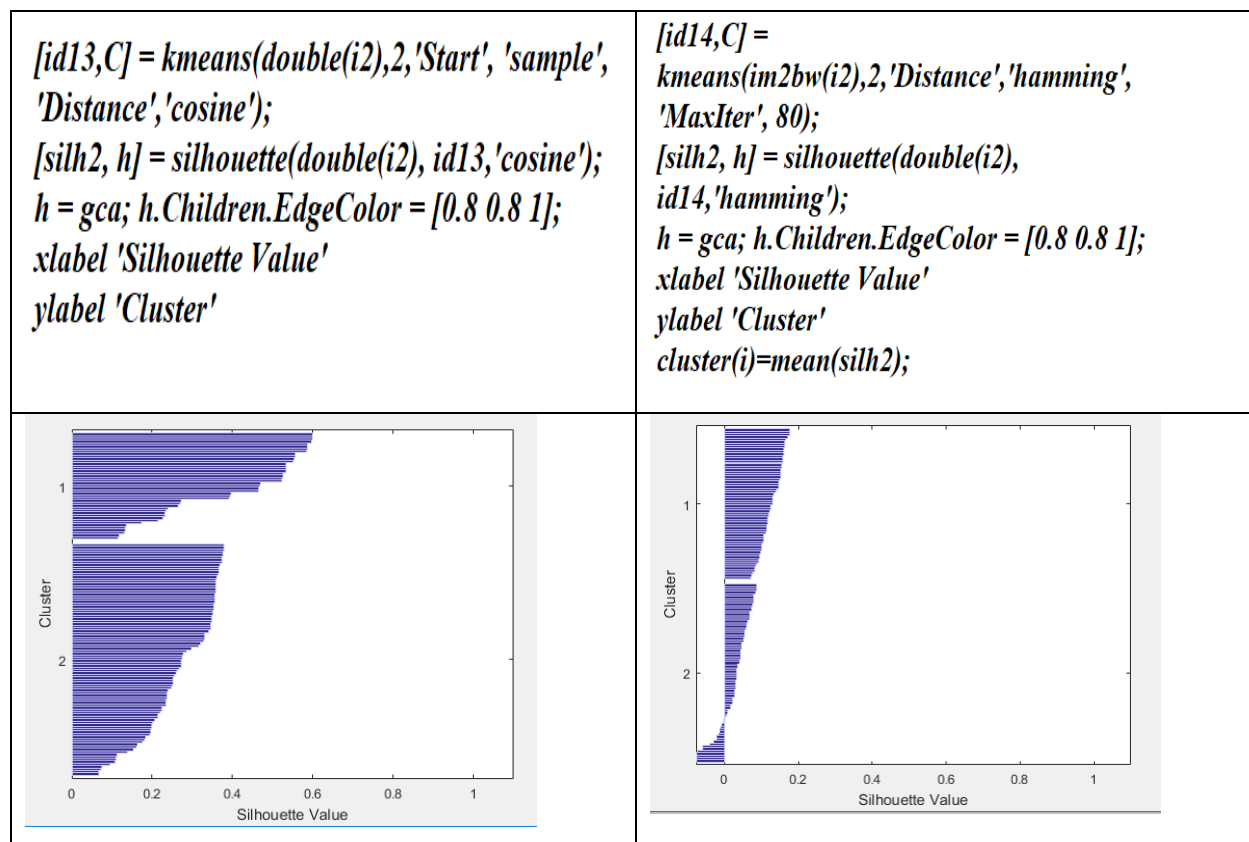 [id13,C] = kmeans(double(i2),2,'Start', 'sample',
'Distance','cosine');
[silh2, h] = silhouette(double(i2), id13,'cosine');
h = gca; h.Children.EdgeColor = [0.8 0.8 1];
xlabel 'Silhouette Value'
ylabel 'Cluster'
[id14,C] =
kmeans(im2bw(i2),2,'Distance','hamming',
'MaxIter', 80);
[silh2, h] = silhouette(double(i2),
id14,'hamming');
h = gca; h.Children.EdgeColor = [0.8 0.8 1];
xlabel 'Silhouette Value'
ylabel 'Cluster'
cluster(i)=mean(silh2);
1
Cluster
2
0 0.2 0.4 0.6 0.8 1
Silhouette Value
1
Cluster
2
0 0.2 0.4 0.6 0.8 1
Silhouette Value